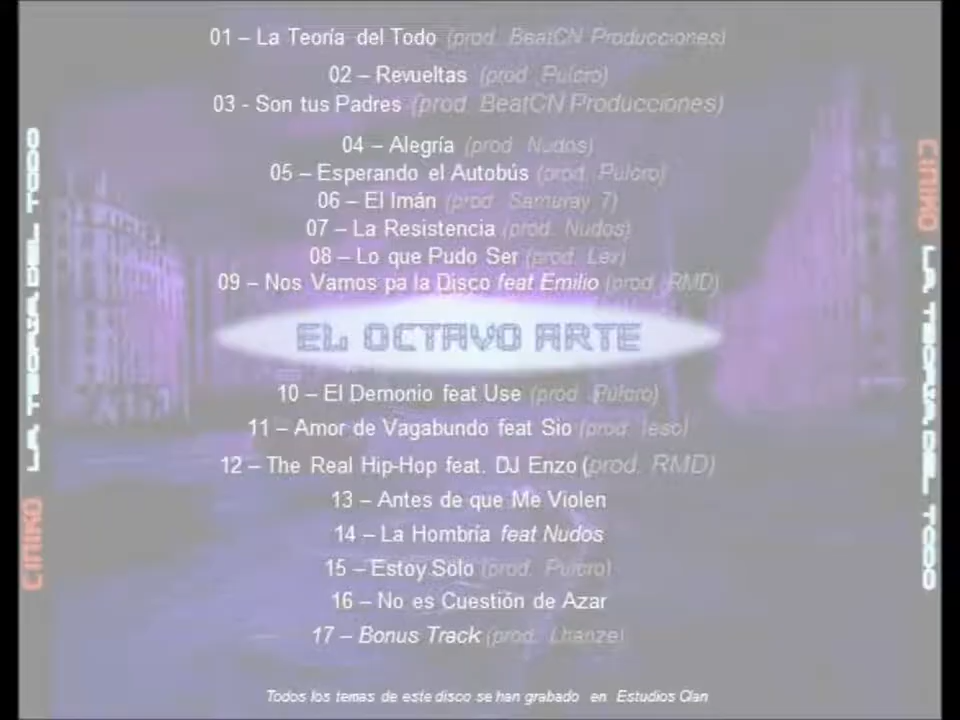 01 – La Teoría del Todo (prod. BeatCN Producciones)
02 – Revueltas (prod. Pulcro)
03 - Son tus Padres (prod. BeatCN Producciones)
04 – Alegría (prod. Nudos)
05 – Esperando el Autobús (prod. Pulcro)
06 – El Imán (prod. Samuray 7)
07 – La Resistencia (prod. Nudos)
08 – Lo que Pudo Ser (prod. Lex)
09 – Nos Vamos pa la Disco feat Emilio (prod. RMD)
EL OCTAVO ARTE
10 – El Demonio feat Use (prod. Pulcro)
11 – Amor de Vagabundo feat Sio (prod. Ieso)
12 – The Real Hip-Hop feat. DJ Enzo (prod. RMD)
13 – Antes de que Me Violen
14 – La Hombría feat Nudos
15 – Estoy Solo (prod. Pulcro)
16 – No es Cuestión de Azar
17 – Bonus Track (prod. Lhanze)
Todos los temas de este disco se han grabado en Estudios Clan
CINIKO LA TEORIA DEL TODO
CINIKO LA TEORIA DEL TODO